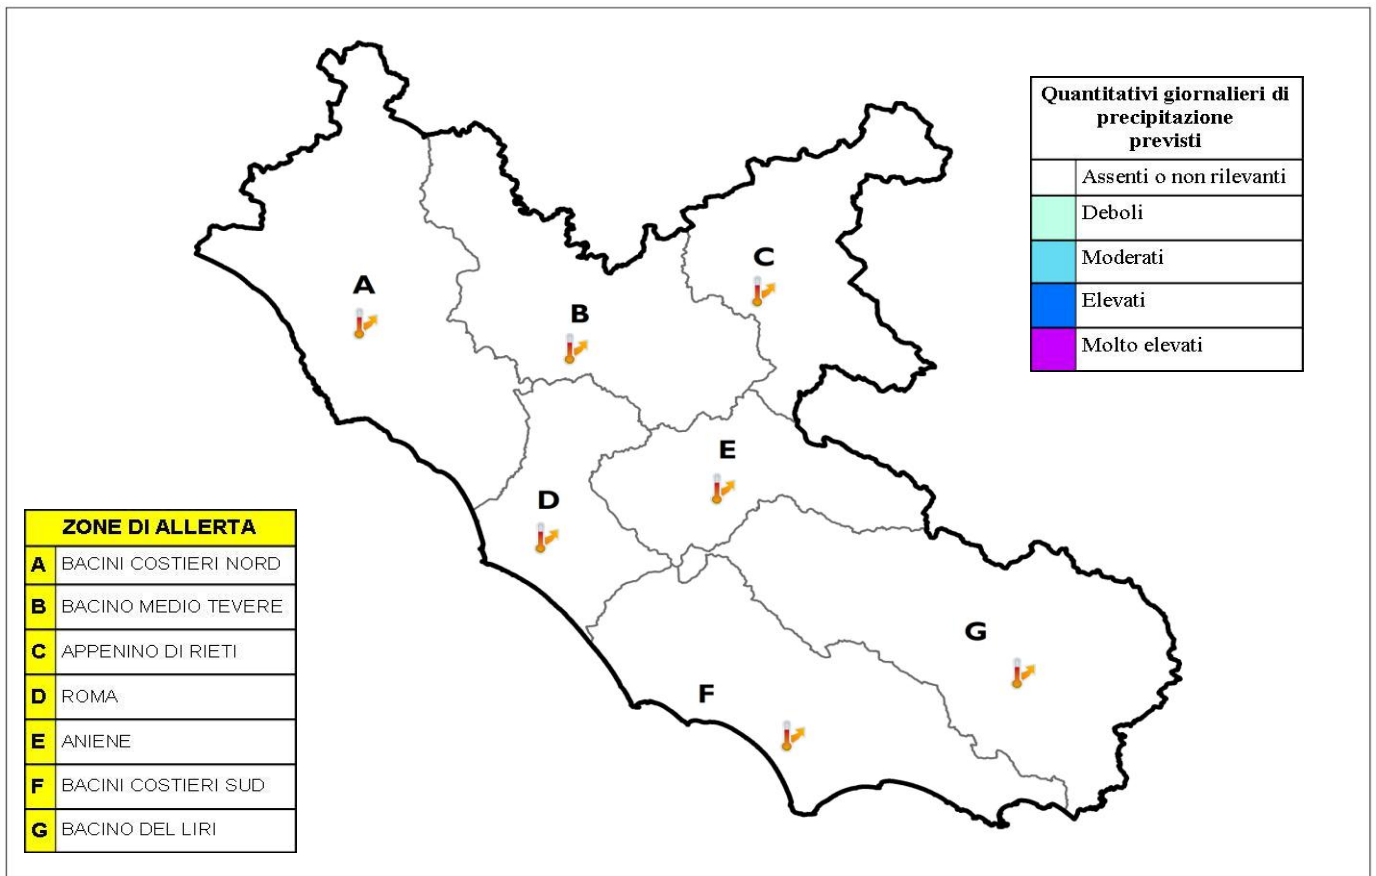 Quantitativi giornalieri di
precipitazione
previsti
Assenti o non rilevanti
Deboli
Moderati
Elevati
Molto elevati
A
B
C
D
E
F
G
ZONE DI ALLERTA
A BACINI COSTIERI NORD
B BACINO MEDIO TEVERE
C APPENINO DI RIETI
D ROMA
E ANIENE
F BACINI COSTIERI SUD
G BACINO DEL LIRI